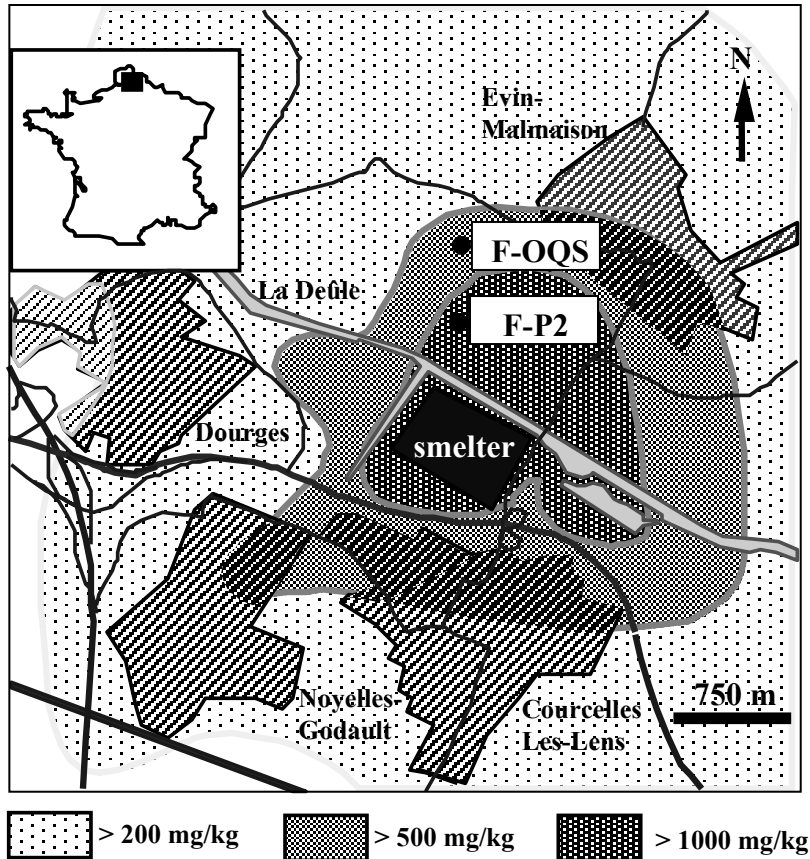 N
Evin-
Malmaison
F-OQS
La Deûle
F-P2
Dourges
smelter
Noyelles-
Godault
Courcelles
Les-Lens
750 m
> 200 mg/kg
> 500 mg/kg
> 1000 mg/kg